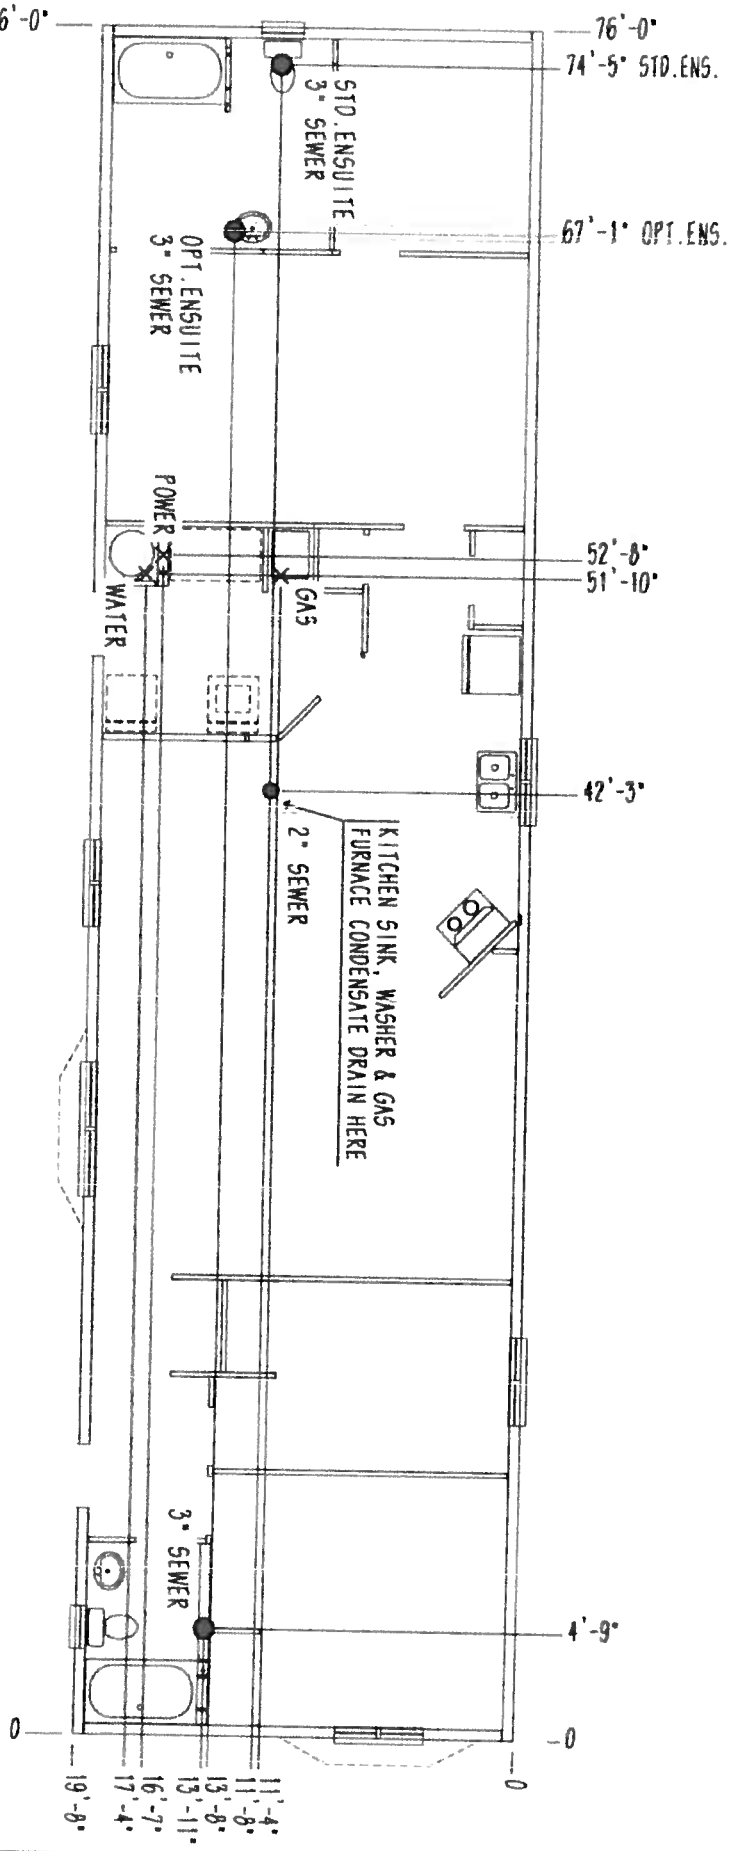 6'-0"
76'-0"
74'-5" STD.ENS.
STD.ENSUITE
3" SEWER
67'-1" OPT.ENS.
OPT.ENSUITE
3" SEWER
POWER
52'-8"
51'-10"
GAS
WATER
42'-3"
2" SEWER
KITCHEN SINK, WASHER & GAS
FURNACE CONDENSATE DRAIN HERE
3" SEWER
4'-9"
0
0
19'-8"
17'-4"
16'-7"
13'-11"
13'-8"
11'-8"
11'-4"
0